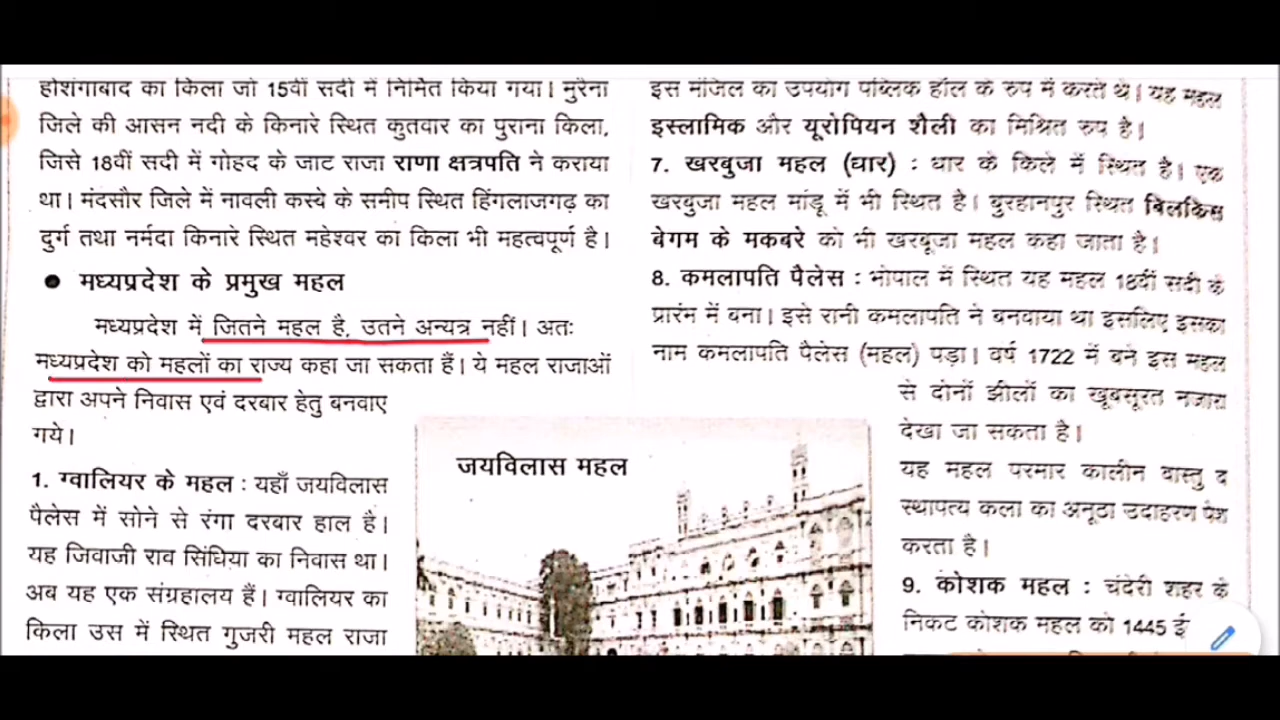 होशंगाबाद का किला जो 15वीं सदी में निर्मित किया गया। मुरैना
जिले की आसन नदी के किनारे स्थित कुतवार का पुराना किला,
जिसे 18वीं सदी में गोहद के जाट राजा राणा क्षत्रपति ने कराया
था। मंदसौर जिले में नावली कस्बे के समीप स्थित हिंगलाजगढ़ का
दुर्ग तथा नर्मदा किनारे स्थित महेश्वर का किला भी महत्वपूर्ण है।
● मध्यप्रदेश के प्रमुख महल
मध्यप्रदेश में जितने महल है, उतने अन्यत्र नहीं। अतः
मध्यप्रदेश को महलों का राज्य कहा जा सकता हैं। ये महल राजाओं
द्वारा अपने निवास एवं दरबार हेतु बनवाए
गये।
1. ग्वालियर के महल : यहाँ जयविलास
पैलेस में सोने से रंगा दरबार हाल है।
यह जिवाजी राव सिंधिया का निवास था।
अब यह एक संग्रहालय हैं। ग्वालियर का
किला उस में स्थित गुजरी महल राजा
जयविलास महल
इस मंजिल का उपयोग पब्लिक हॉल के रुप में करते थे। यह महल
इस्लामिक और यूरोपियन शैली का मिश्रित रुप है।
7. खरबुजा महल (धार) : धार के किले में स्थित है। एक
खरबुजा महल मांडू में भी स्थित है। बुरहानपुर स्थित बिलकिस
बेगम के मकबरे को भी खरबूजा महल कहा जाता है।
8. कमलापति पैलेस : भोपाल में स्थित यह महल 18वीं सदी के
प्रारंम में बना। इसे रानी कमलापति ने बनवाया था इसलिए इसका
नाम कमलापति पैलेस (महल) पड़ा। वर्ष 1722 में बने इस महल
से दोनों झीलों का खूबसूरत नजारा
देखा जा सकता है।
यह महल परमार कालीन वास्तु व
स्थापत्य कला का अनूठा उदाहरण पेश
करता है।
9. कोशक महल : चंदेरी शहर के
निकट कोशक महल को 1445 ई